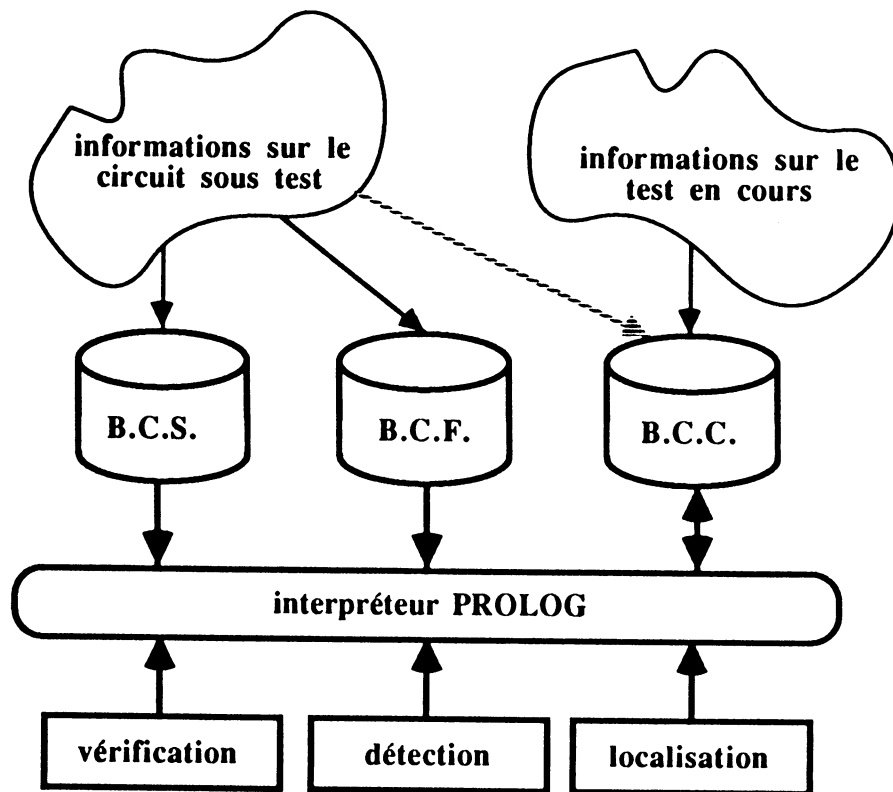 informations sur le
circuit sous test
informations sur le
test en cours
B.C.S.
B.C.F.
B.C.C.
interpréteur PROLOG
vérification
détection
localisation